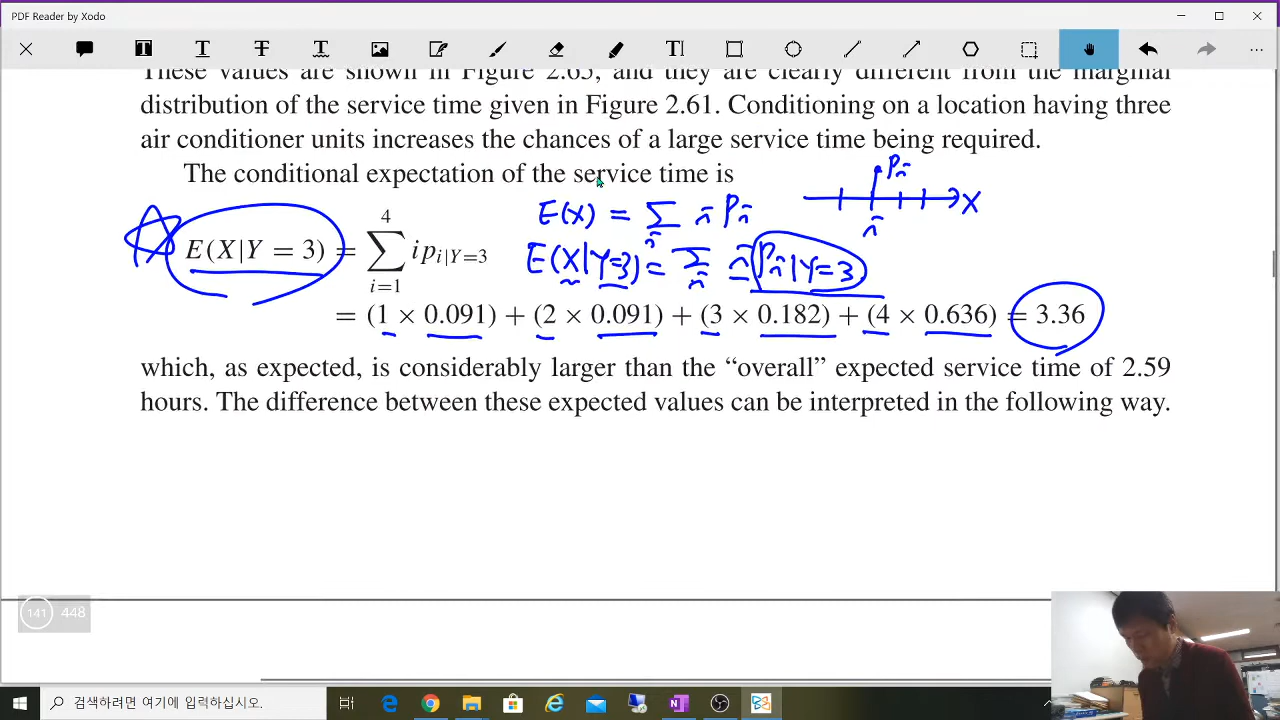 PDF Reader by Xodo
These values are shown in Figure 2.65, and they are clearly different from the marginal
distribution of the service time given in Figure 2.61. Conditioning on a location having three
air conditioner units increases the chances of a large service time being required.
The conditional expectation of the service time is
E(X) = Σ i Pi
Pi
i
X
E(X|Y = 3) = 4 ∑ i=1 ip i|Y=3
E(X|Y=3) = Σ i i Pi|Y=3
= (1 × 0.091) + (2 × 0.091) + (3 × 0.182) + (4 × 0.636) = 3.36
which, as expected, is considerably larger than the “overall” expected service time of 2.59
hours. The difference between these expected values can be interpreted in the following way.
141 448
검색하려면 여기에 입력하십시오.